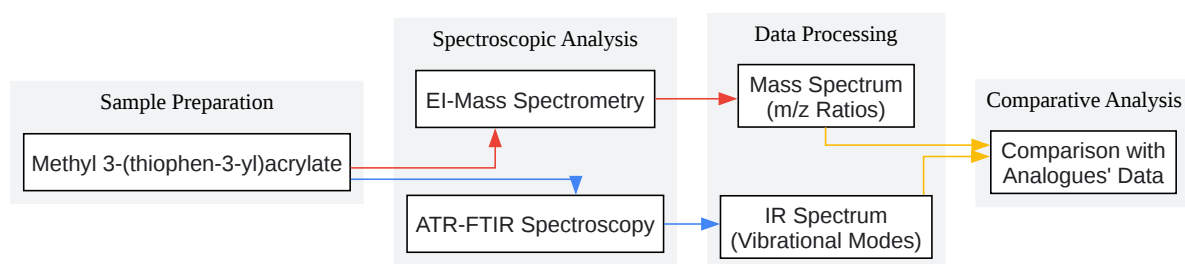 Sample Preparation
Methyl 3-(thiophen-3-yl)acrylate
Spectroscopic Analysis
EI-Mass Spectrometry
ATR-FTIR Spectroscopy
Data Processing
Mass Spectrum
(m/z Ratios)
IR Spectrum
(Vibrational Modes)
Comparative Analysis
Comparison with
Analogues' Data